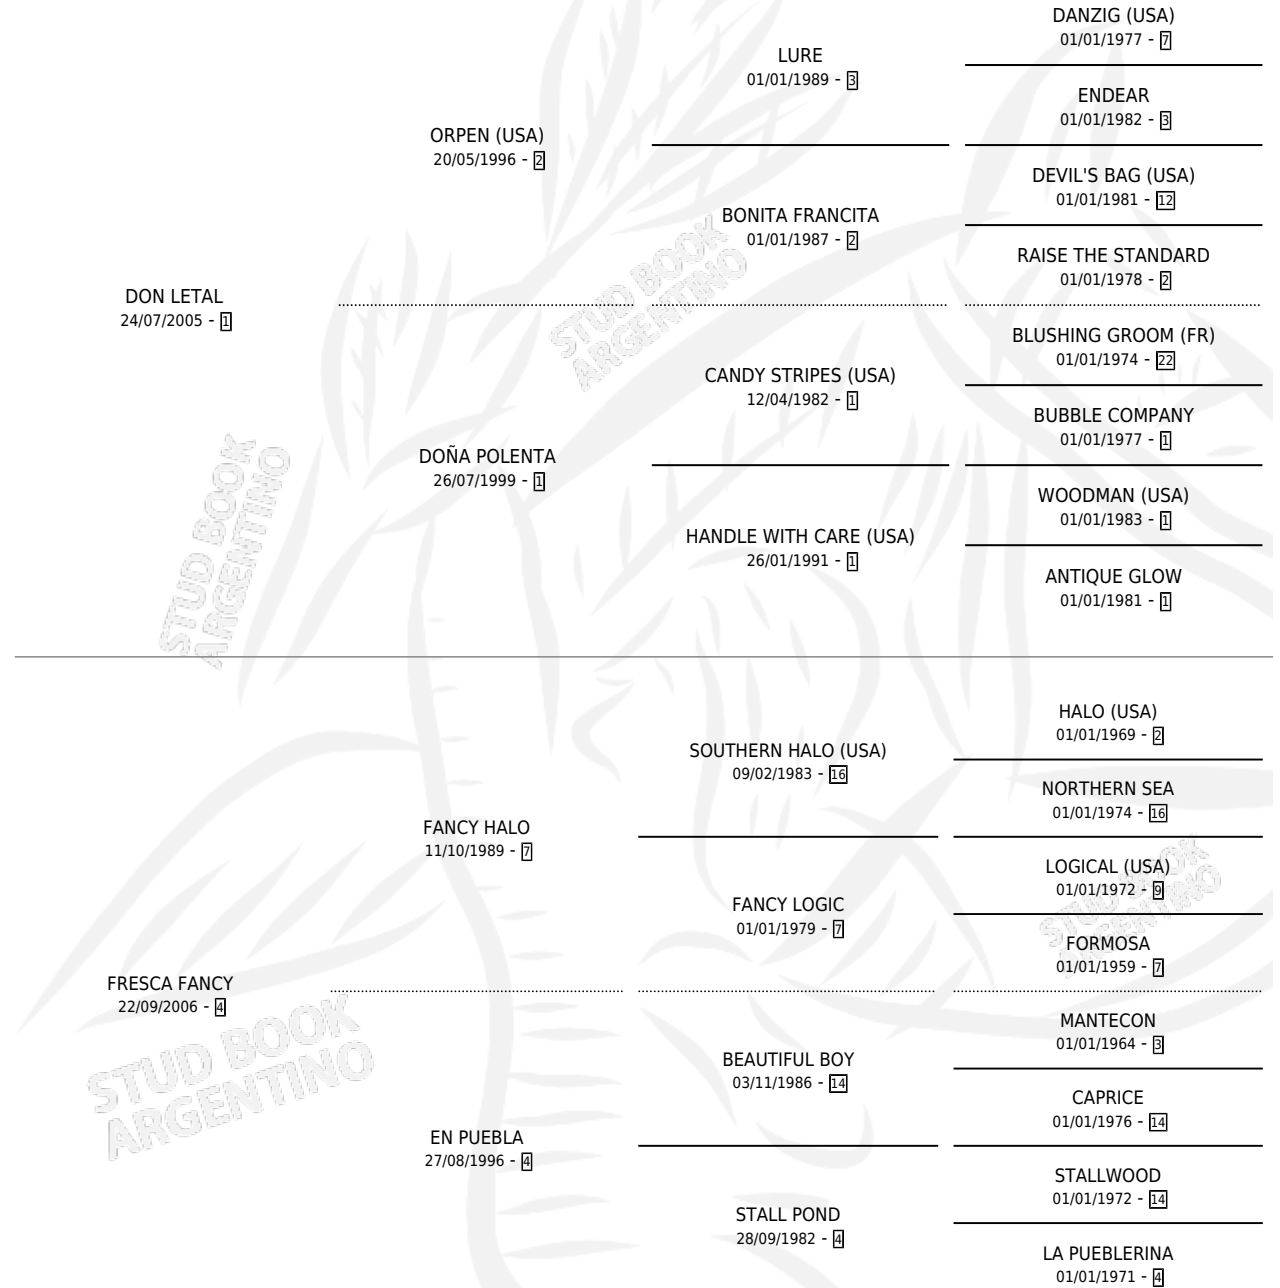 DANZIG (USA)
01/01/1977 - 7
LURE
01/01/1989 - 3
ENDEAR
01/01/1982 - 3
ORPEN (USA)
20/05/1996 - 2
DEVIL'S BAG (USA)
01/01/1981 - 12
BONITA FRANCITA
01/01/1987 - 2
RAISE THE STANDARD
01/01/1978 - 2
DON LETAL
24/07/2005 - 1
STUD BOOK
ARGENTINO
BLUSHING GROOM (FR)
01/01/1974 - 22
CANDY STRIPES (USA)
12/04/1982 - 1
BUBBLE COMPANY
01/01/1977 - 1
DOÑA POLENTA
26/07/1999 - 1
WOODMAN (USA)
01/01/1983 - 1
HANDLE WITH CARE (USA)
26/01/1991 - 1
ANTIQUE GLOW
01/01/1981 - 1
STUD BOOK
ARGENTINO
HALO (USA)
01/01/1969 - 2
SOUTHERN HALO (USA)
09/02/1983 - 16
NORTHERN SEA
01/01/1974 - 16
FANCY HALO
11/10/1989 - 7
LOGICAL (USA)
01/01/1972 - 9
FANCY LOGIC
01/01/1979 - 7
STUD BOOK
ARGENTINO
FORMOSA
01/01/1959 - 7
FRESCA FANCY
22/09/2006 - 4
MANTECON
01/01/1964 - 3
BEAUTIFUL BOY
03/11/1986 - 14
STUD BOOK
ARGENTINO
CAPRICE
01/01/1976 - 14
EN PUEBLA
27/08/1996 - 4
STALLWOOD
01/01/1972 - 14
STALL POND
28/09/1982 - 4
LA PUEBLERINA
01/01/1971 - 4